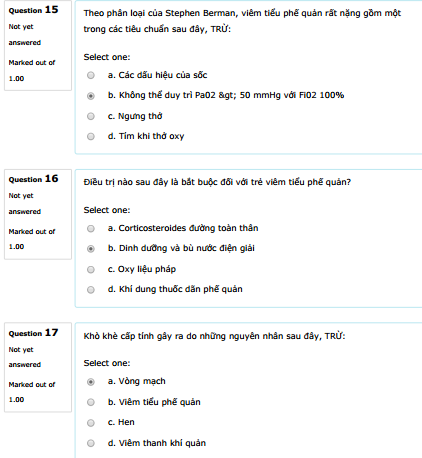 Question 15
Not yet
answered
Marked out of
1.00
Theo phân loại của Stephen Berman, viêm tiểu phế quản rất nặng gồm một
trong các tiêu chuẩn sau đây, TRỪ:
Select one:
a. Các dấu hiệu của sốc
b. Không thể duy trì Pa02 &gt; 50 mmHg với Fi02 100%
c. Ngưng thở
d. Tím khi thở oxy
Question 16
Not yet
answered
Marked out of
1.00
Điều trị nào sau đây là bắt buộc đối với trẻ viêm tiểu phế quản?
Select one:
a. Corticosteroides đường toàn thân
b. Dinh dưỡng và bù nước điện giải
c. Oxy liệu pháp
d. Khí dung thuốc dãn phế quản
Question 17
Not yet
answered
Marked out of
1.00
Khò khè cấp tính gây ra do những nguyên nhân sau đây, TRỪ:
Select one:
a. Vòng mạch
b. Viêm tiểu phế quản
c. Hen
d. Viêm thanh khí quản